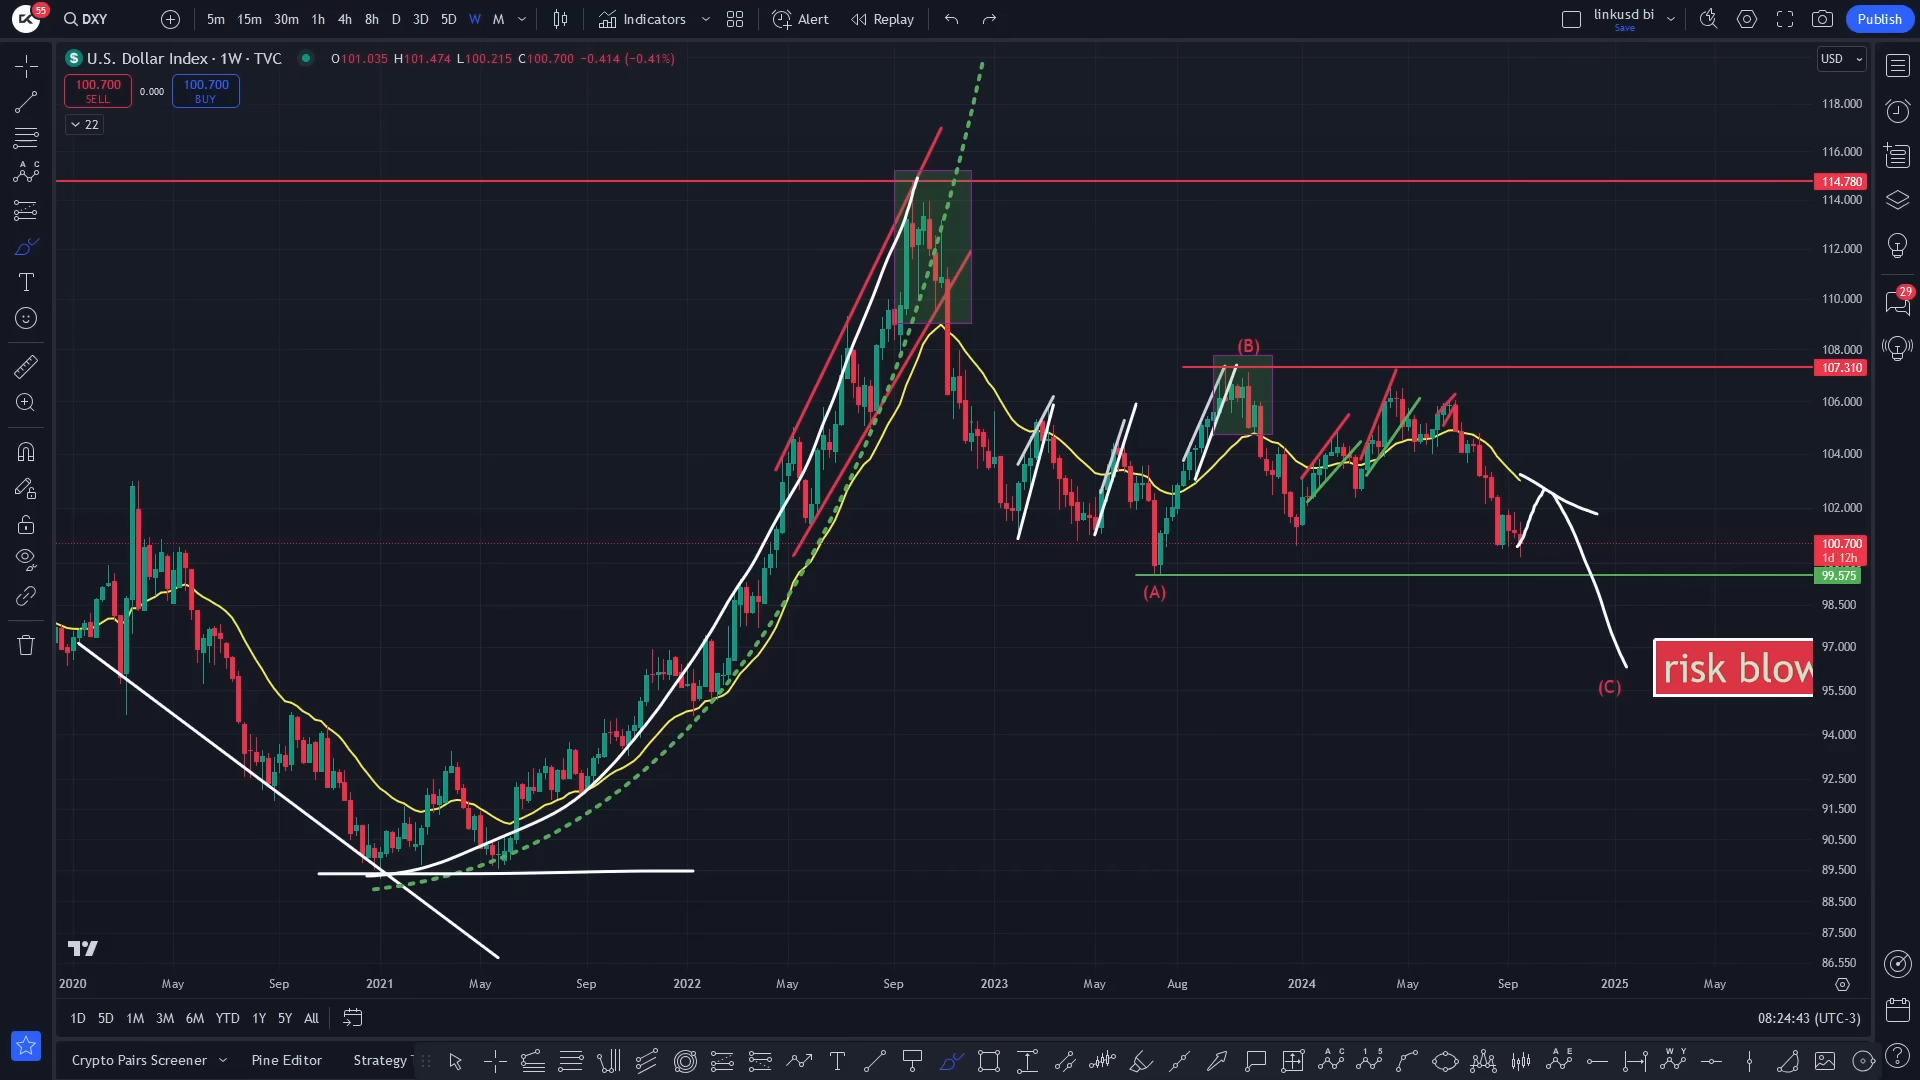 55
DXY
5m 15m 30m 1h 4h 8h D 3D 5D W M
Indicators
Alert
Replay
linkusd bi
Save
Publish
U.S. Dollar Index · 1W · TVC
O101.035 H101.474 L100.215 C100.700 −0.414 (−0.41%)
100.700
SELL
0.000
100.700
BUY
22
USD
118.000
116.000
114.780
114.000
112.000
110.000
108.000
107.310
106.000
104.000
102.000
100.700
1d 12h
99.575
98.500
97.000
95.500
94.000
92.500
91.500
90.500
89.500
88.500
87.500
86.550
29
(B)
(A)
(C)
risk blow
2020 May Sep 2021 May Sep 2022 May Sep 2023 May Aug 2024 May Sep 2025 May
1D 5D 1M 3M 6M YTD 1Y 5Y All
08:24:43 (UTC-3)
Crypto Pairs Screener
Pine Editor
Strategy